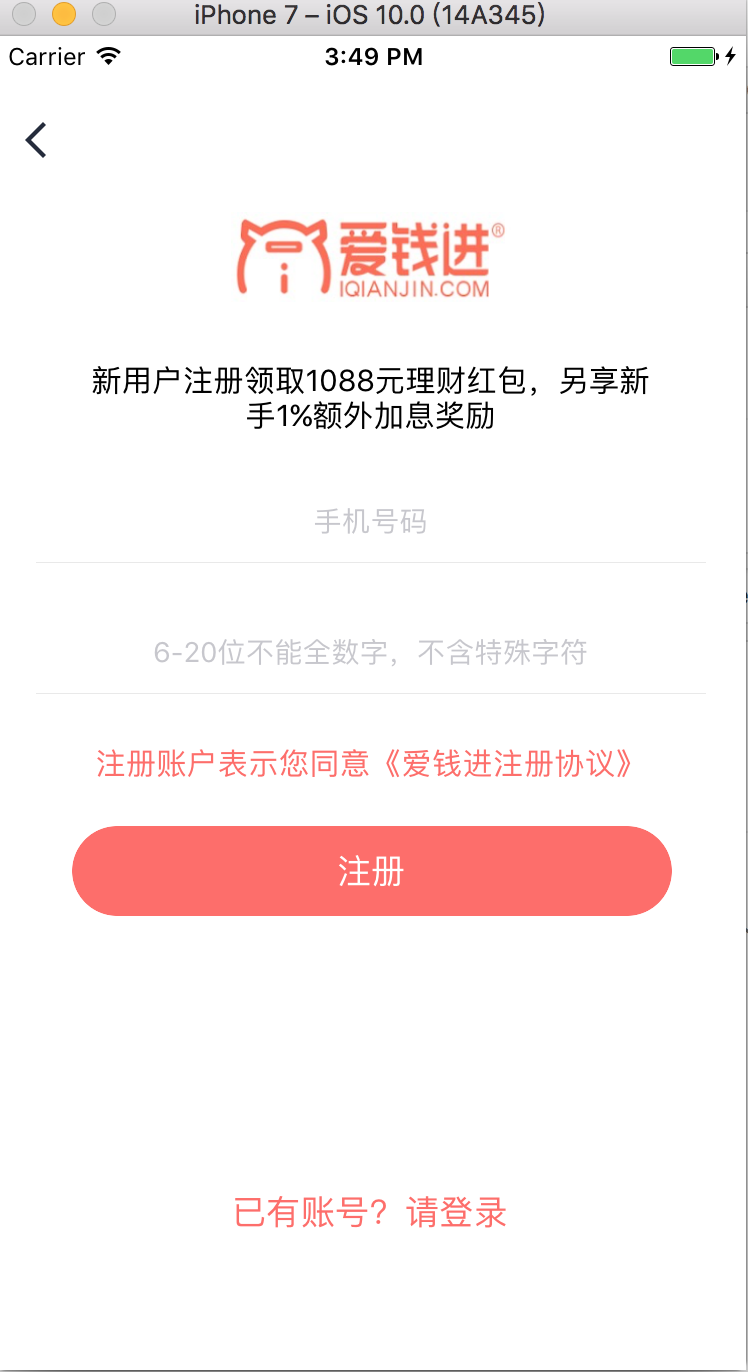 iPhone 7 – iOS 10.0 (14A345)
Carrier 3:49 PM
爱钱进®
IQIANJIN.COM
新用户注册领取1088元理财红包，另享新
手1%额外加息奖励
手机号码
6-20位不能全数字，不含特殊字符
注册账户表示您同意《爱钱进注册协议》
注册
已有账号？请登录